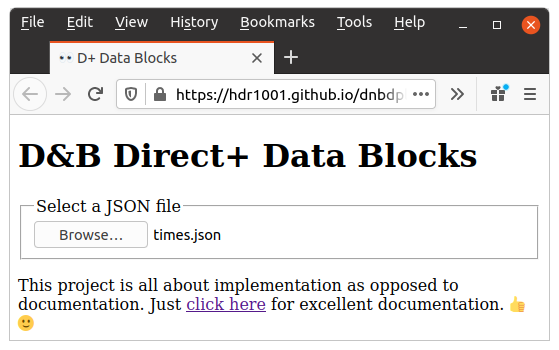 File Edit View History Bookmarks Tools Help
👀 D+ Data Blocks
https://hdr1001.github.io/dnbdp
D&B Direct+ Data Blocks
Select a JSON file
Browse… times.json
This project is all about implementation as opposed to
documentation. Just click here for excellent documentation. 👍
🙂